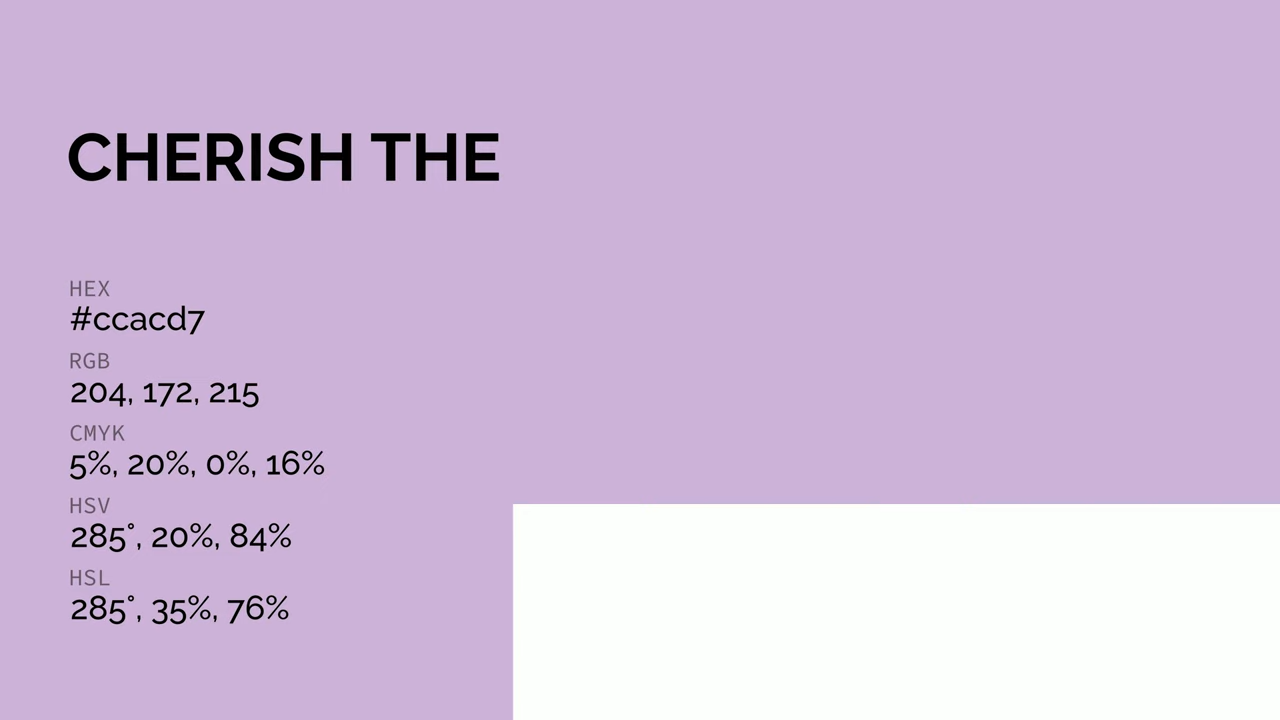 CHERISH THE
HEX
#ccacd7
RGB
204, 172, 215
CMYK
5%, 20%, 0%, 16%
HSV
285°, 20%, 84%
HSL
285°, 35%, 76%